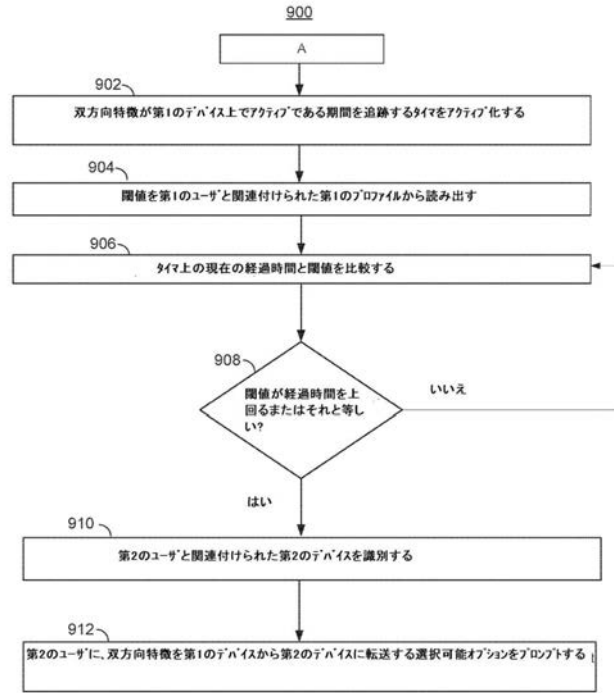 900
A
902
双方向特徴が第1のデバイス上でアクティブである期間を追跡するタイマをアクティブ化する
904
閾値を第1のユーザと関連付けられた第1のプロファイルから読み出す
906
タイマ上の現在の経過時間と閾値を比較する
908
閾値が経過時間を上
回るまたはそれと等し
い?
いいえ
はい
910
第2のユーザと関連付けられた第2のデバイスを識別する
912
第2のユーザに、双方向特徴を第1のデバイスから第2のデバイスに転送する選択可能オプションをプロンプトする